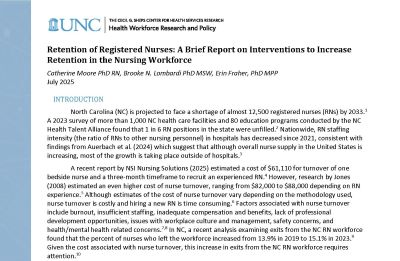 UNC
THE CECIL G. SHEPS CENTER FOR HEALTH SERVICES RESEARCH
Health Workforce Research and Policy
Retention of Registered Nurses: A Brief Report on Interventions to Increase
Retention in the Nursing Workforce
Catherine Moore PhD RN, Brooke N. Lombardi PhD MSW, Erin Fraher, PhD MPP
July 2025
INTRODUCTION
North Carolina (NC) is projected to face a shortage of almost 12,500 registered nurses (RNs) by 2033.1
A 2023 survey of more than 1,000 NC health care facilities and 80 education programs conducted by the NC
Health Talent Alliance found that 1 in 6 RN positions in the state were unfilled.2 Nationwide, RN staffing
intensity (the ratio of RNs to other nursing personnel) in hospitals has decreased since 2021, consistent with
findings from Auerbach et al. (2024) which suggest that although overall nurse supply in the United States is
increasing, most of the growth is taking place outside of hospitals.3
A recent report by NSI Nursing Solutions (2025) estimated a cost of $61,110 for turnover of one
bedside nurse and a three-month timeframe to recruit an experienced RN.4 However, research by Jones
(2008) estimated an even higher cost of nurse turnover, ranging from $82,000 to $88,000 depending on RN
experience.5 Although estimates of the cost of nurse turnover vary depending on the methodology used,
nurse turnover is costly and hiring a new RN is time consuming.6 Factors associated with nurse turnover
include burnout, insufficient staffing, inadequate compensation and benefits, lack of professional
development opportunities, issues with workplace culture and management, safety concerns, and
health/mental health related concerns.7,8 In NC, a recent analysis examining exits from the NC RN workforce
found that the percent of nurses who left the workforce increased from 13.9% in 2019 to 15.1% in 2023.9
Given the cost associated with nurse turnover, this increase in exits from the NC RN workforce requires
attention.10